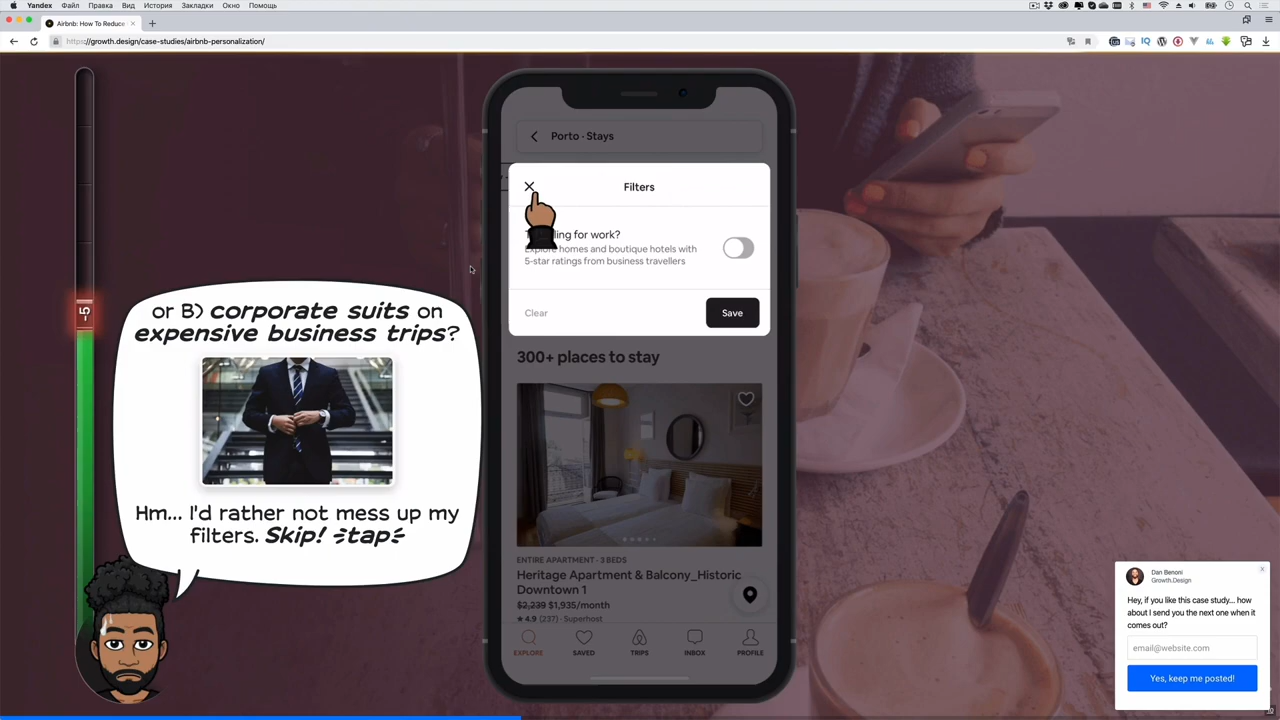 Yandex Файл Правка Вид История Закладки Окно Помощь
Airbnb: How To Reduce
https://growth.design/case-studies/airbnb-personalization/
-5
or B) corporate suits on
expensive business trips?
Hm... I'd rather not mess up my
filters. Skip! tap
Porto · Stays
Filters
ling for work?
Explore homes and boutique hotels with
5-star ratings from business travellers
Clear
Save
300+ places to stay
ENTIRE APARTMENT · 3 BEDS
Heritage Apartment & Balcony_Historic
Downtown 1
$2,239 $1,935/month
★ 4.9 (237) · Superhost
EXPLORE SAVED TRIPS INBOX PROFILE
Dan Benoni
Growth.Design
X
Hey, if you like this case study... how
about I send you the next one when it
comes out?
email@website.com
Yes, keep me posted!